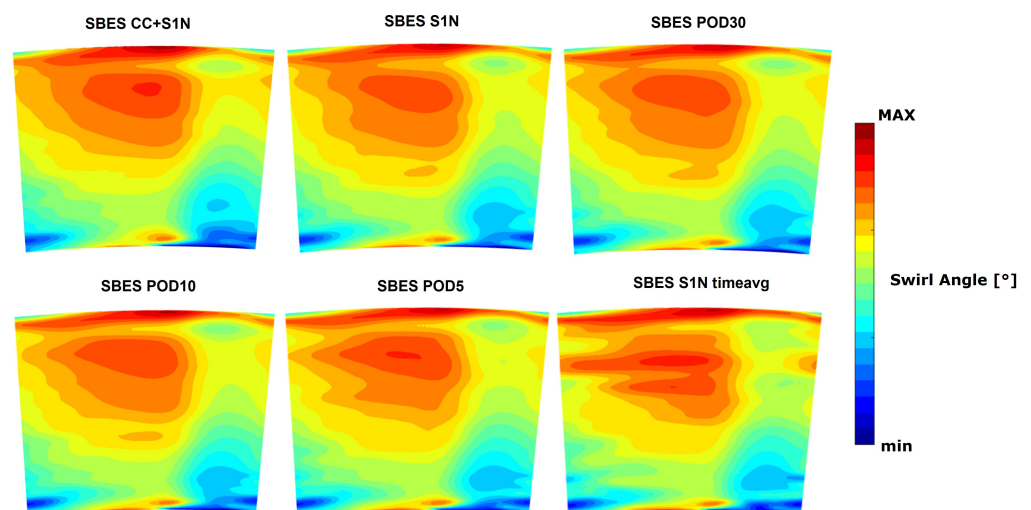 SBES CC+S1N
SBES S1N
SBES POD30
MAX
Swirl Angle [°]
min
SBES POD10
SBES POD5
SBES S1N timeavg